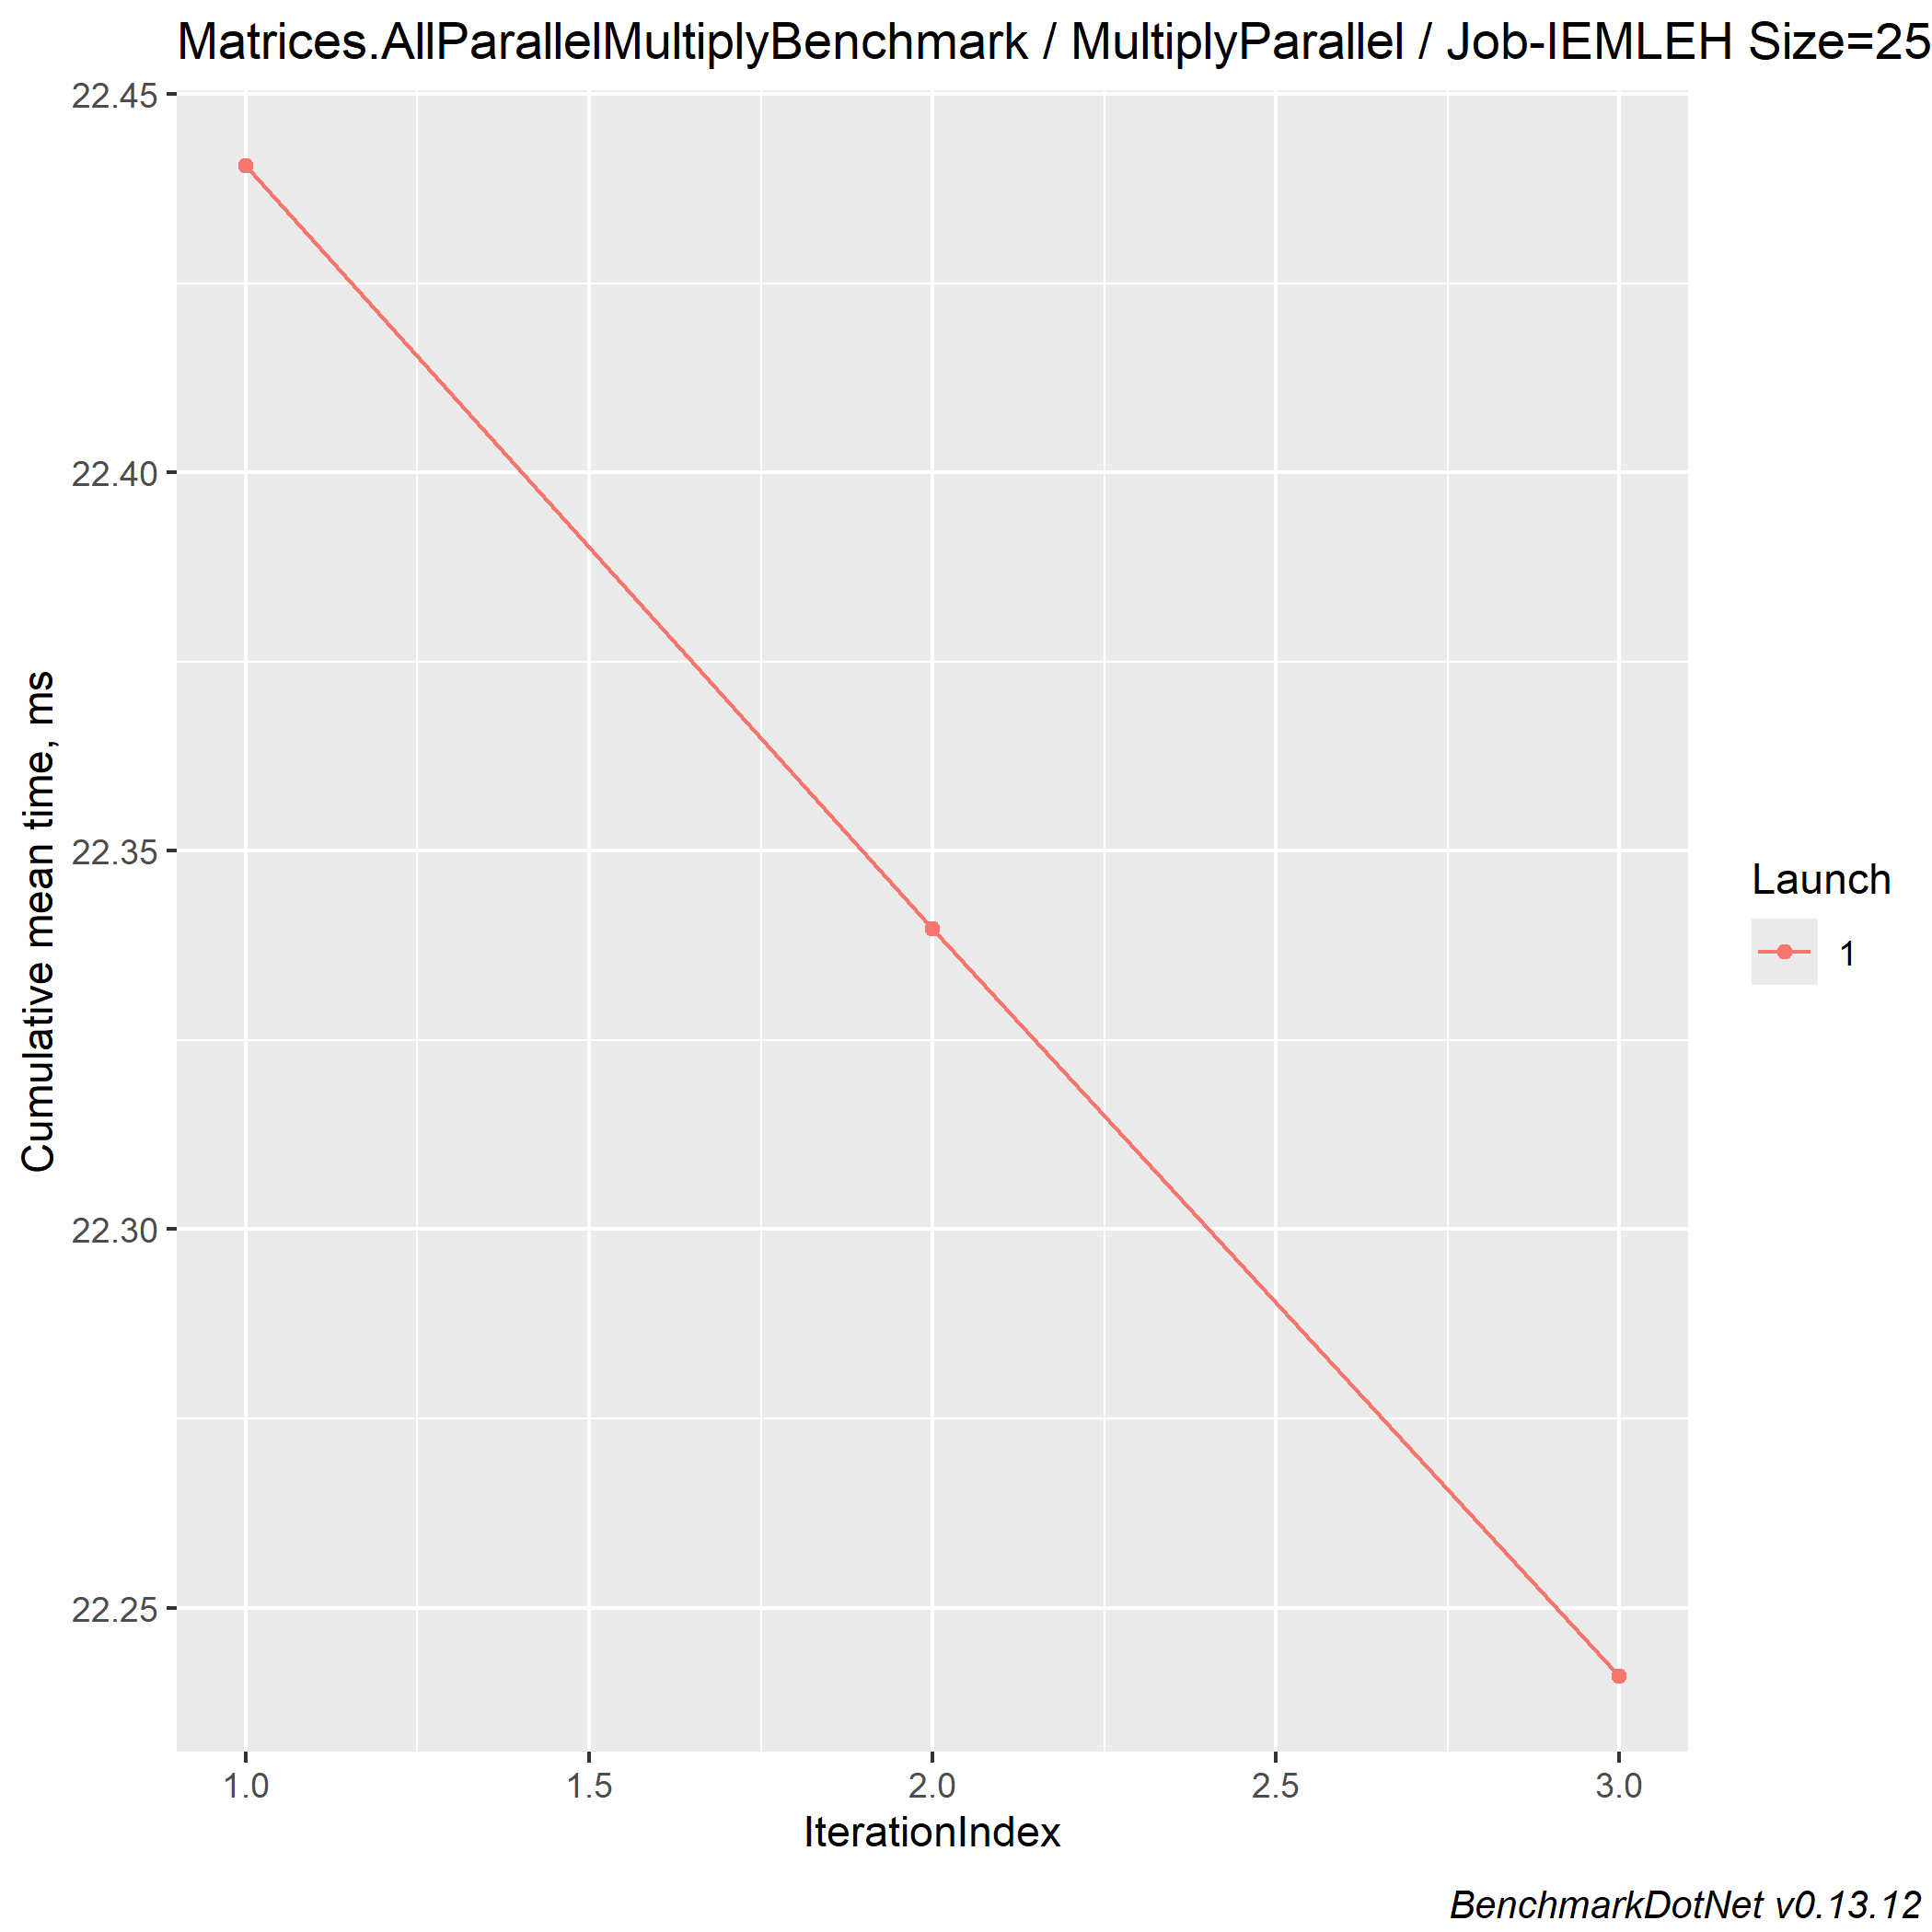 Matrices.AllParallelMultiplyBenchmark / MultiplyParallel / Job-IEMLEH Size=25
22.45
22.40
22.35
22.30
22.25
Cumulative mean time, ms
1.0 1.5 2.0 2.5 3.0
IterationIndex
Launch
1
BenchmarkDotNet v0.13.12